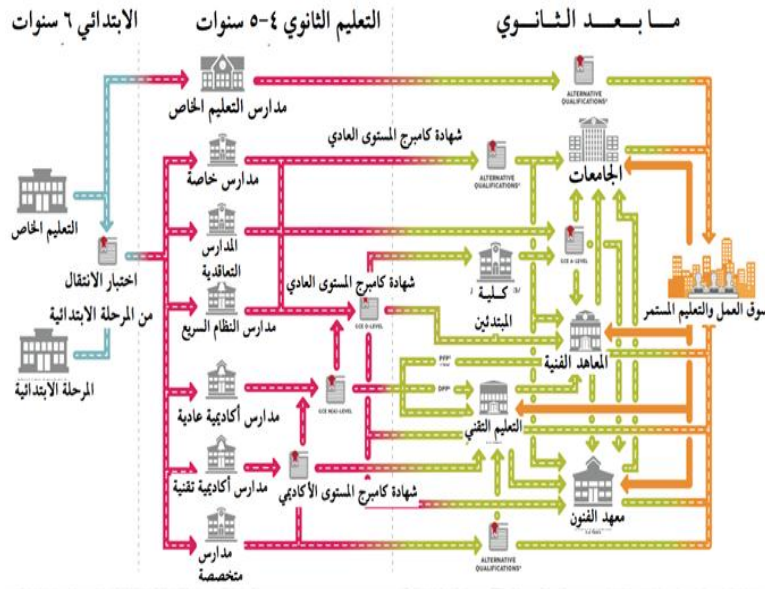 ما بعد الثانوي
التعليم الثانوي ٤-٥ سنوات
الابتدائي ٦ سنوات
التعليم الخاص
اختبار الانتقال
من المرحلة الابتدائية
المرحلة الابتدائية
مدارس التعليم الخاص
مدارس خاصة
المدارس
التعاقدية
مدارس النظام السريع
مدارس أكاديمية عادية
مدارس أكاديمية تقنية
مدارس
متخصصة
شهادة كامبرج المستوى العادي
شهادة كامبرج المستوى العادي
GCE O-LEVEL
GCE N(A)-LEVEL
شهادة كامبرج المستوى الأكاديمي
ALTERNATIVE
QUALIFICATIONS
ALTERNATIVE
QUALIFICATIONS
الجامعات
GCE A-LEVEL
كلية
المبتدئين
المعاهد الفنية
PFP
DPP
التعليم التقني
معهد الفنون
ALTERNATIVE
QUALIFICATIONS
سوق العمل والتعليم المستمر